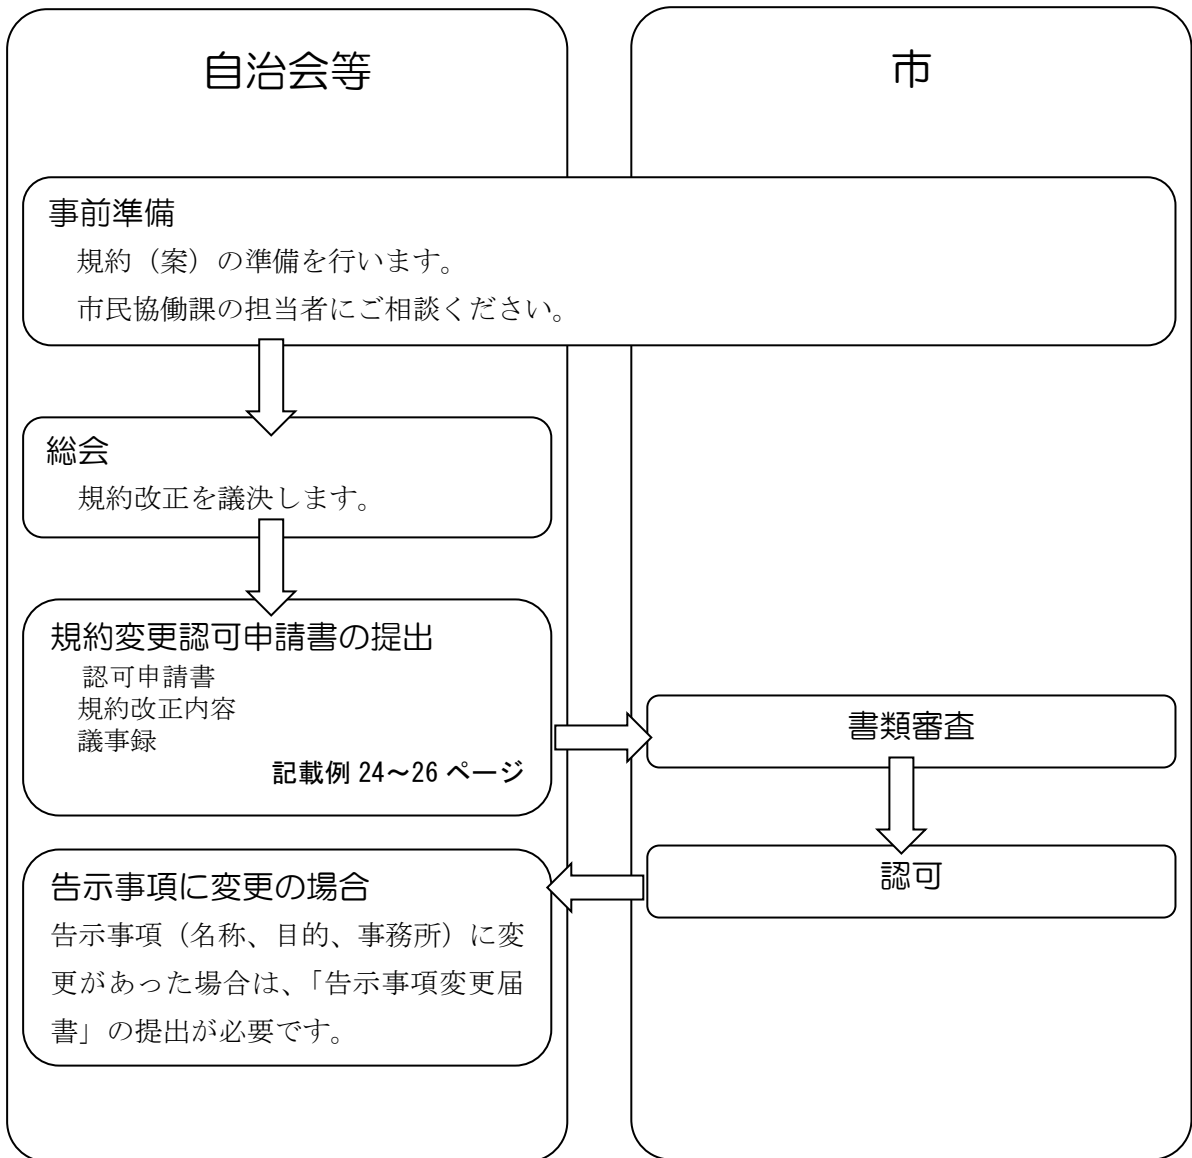 自治会等
市
事前準備
規約（案）の準備を行います。
市民協働課の担当者にご相談ください。
総会
規約改正を議決します。
規約変更認可申請書の提出
認可申請書
規約改正内容
議事録
記載例 24～26 ページ
書類審査
認可
告示事項に変更の場合
告示事項（名称、目的、事務所）に変
更があった場合は、「告示事項変更届
書」の提出が必要です。